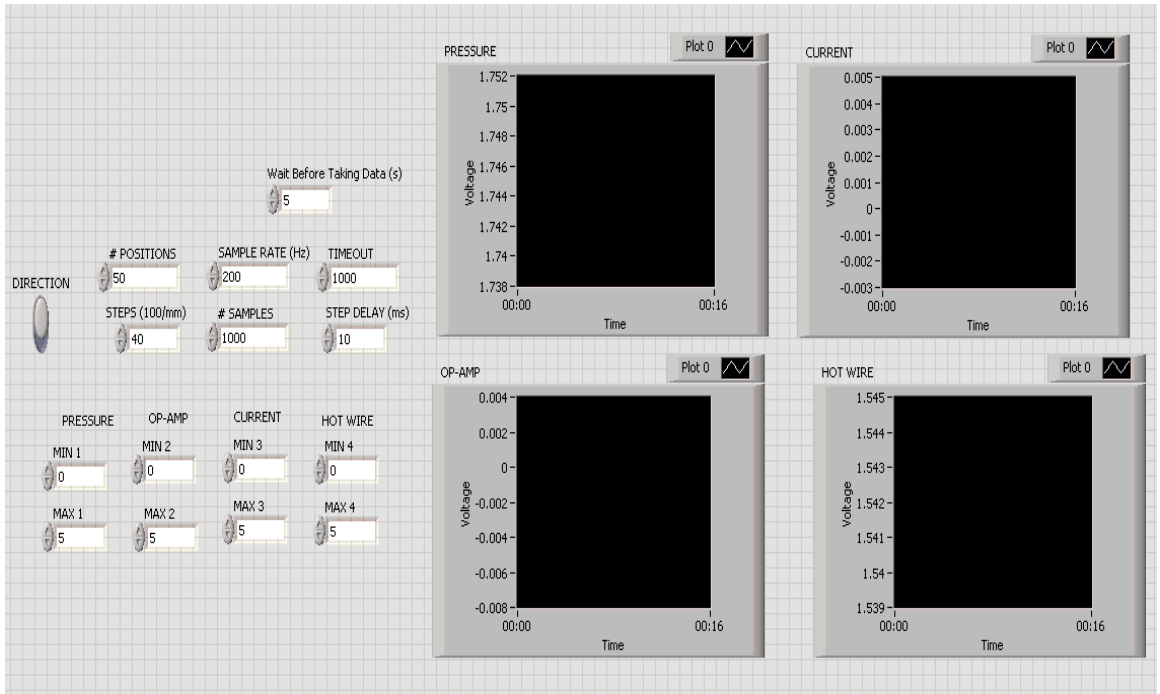 Wait Before Taking Data (s)
5
# POSITIONS SAMPLE RATE (Hz) TIMEOUT
50 200 1000
DIRECTION
STEPS (100/mm) # SAMPLES STEP DELAY (ms)
40 1000 10
PRESSURE OP-AMP CURRENT HOT WIRE
MIN 1 MIN 2 MIN 3 MIN 4
0 0 0 0
MAX 1 MAX 2 MAX 3 MAX 4
5 5 5 5
PRESSURE Plot 0
1.752
1.75
1.748
1.746
1.744
1.742
1.74
1.738
Voltage
00:00 00:16
Time
CURRENT Plot 0
0.005
0.004
0.003
0.002
0.001
0
-0.001
-0.002
-0.003
Voltage
00:00 00:16
Time
OP-AMP Plot 0
0.004
0.002
0
-0.002
-0.004
-0.006
-0.008
Voltage
00:00 00:16
Time
HOT WIRE Plot 0
1.545
1.544
1.543
1.542
1.541
1.54
1.539
Voltage
00:00 00:16
Time